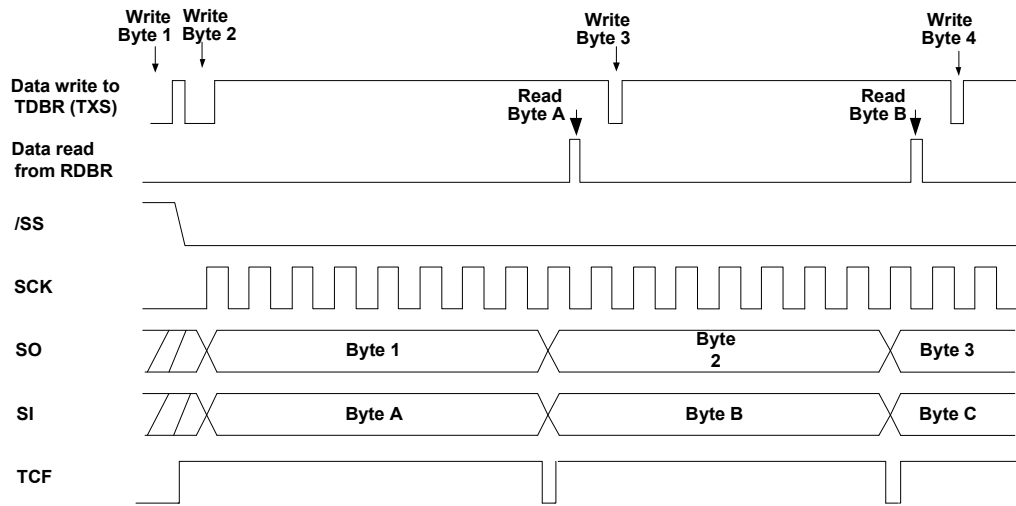 Write
Byte 1
Write
Byte 2
Write
Byte 3
Write
Byte 4
Data write to
TDBR (TXS)
Read
Byte A
Read
Byte B
Data read
from RDBR
/SS
SCK
SO
Byte 1
Byte
2
Byte 3
SI
Byte A
Byte B
Byte C
TCF